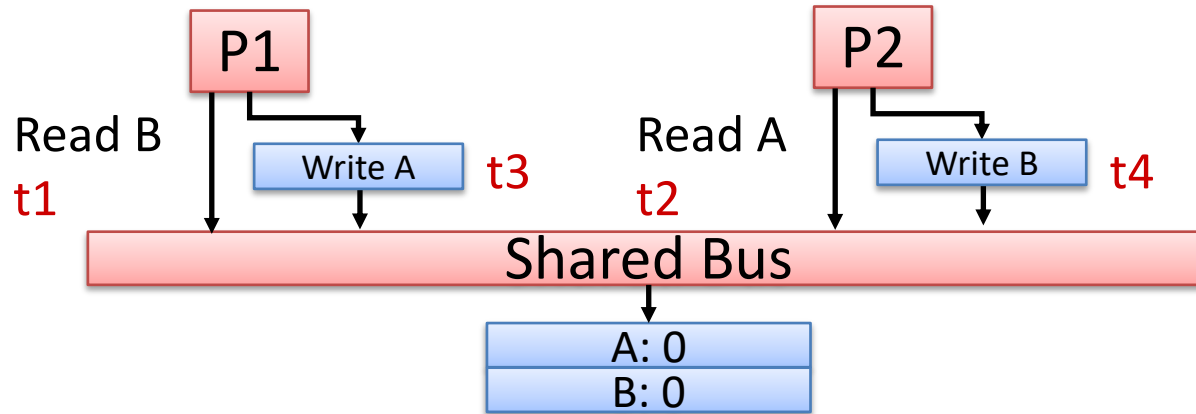 P1
P2
Read B
t1
Write A
t3
Read A
t2
Write B
t4
Shared Bus
A: 0
B: 0